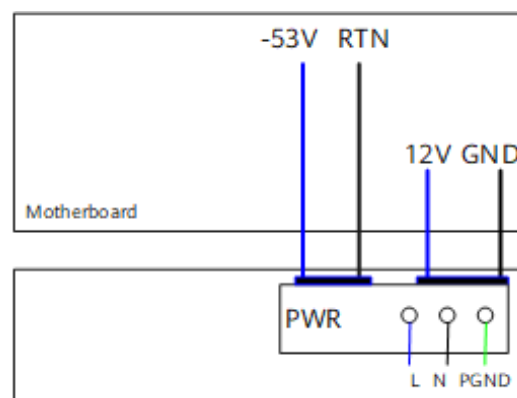 -53V RTN
12V GND
Motherboard
PWR
L N PGND